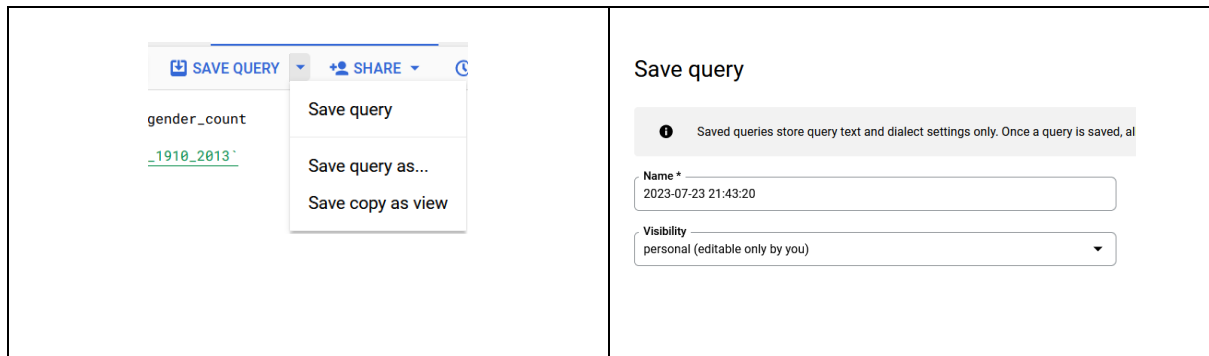 SAVE QUERY
SHARE
Save query
gender_count
_1910_2013`
Save query as...
Save copy as view
Save query
Saved queries store query text and dialect settings only. Once a query is saved, al
Name *
2023-07-23 21:43:20
Visibility
personal (editable only by you)